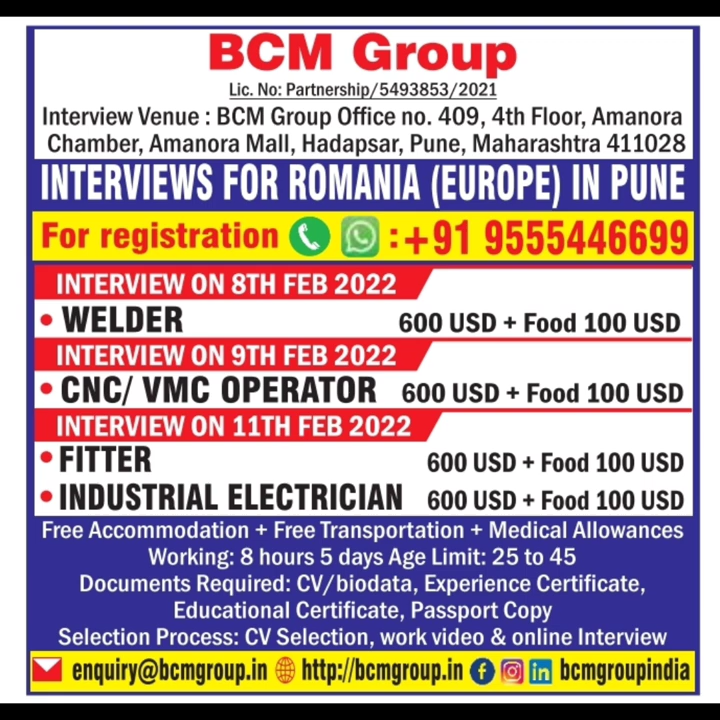 BCM Group
Lic. No: Partnership/5493853/2021
Interview Venue : BCM Group Office no. 409, 4th Floor, Amanora
Chamber, Amanora Mall, Hadapsar, Pune, Maharashtra 411028
INTERVIEWS FOR ROMANIA (EUROPE) IN PUNE
For registration : +91 9555446699
INTERVIEW ON 8TH FEB 2022
• WELDER 600 USD + Food 100 USD
INTERVIEW ON 9TH FEB 2022
• CNC/ VMC OPERATOR 600 USD + Food 100 USD
INTERVIEW ON 11TH FEB 2022
• FITTER 600 USD + Food 100 USD
• INDUSTRIAL ELECTRICIAN 600 USD + Food 100 USD
Free Accommodation + Free Transportation + Medical Allowances
Working: 8 hours 5 days Age Limit: 25 to 45
Documents Required: CV/biodata, Experience Certificate,
Educational Certificate, Passport Copy
Selection Process: CV Selection, work video & online Interview
enquiry@bcmgroup.in http://bcmgroup.in f in bcmgroupindia